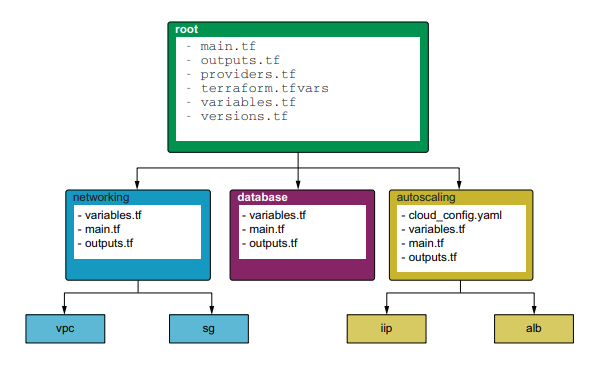 root
- main.tf
- outputs.tf
- providers.tf
- terraform.tfvars
- variables.tf
- versions.tf
networking
- variables.tf
- main.tf
- outputs.tf
database
- variables.tf
- main.tf
- outputs.tf
autoscaling
- cloud_config.yaml
- variables.tf
- main.tf
- outputs.tf
vpc
sg
iip
alb